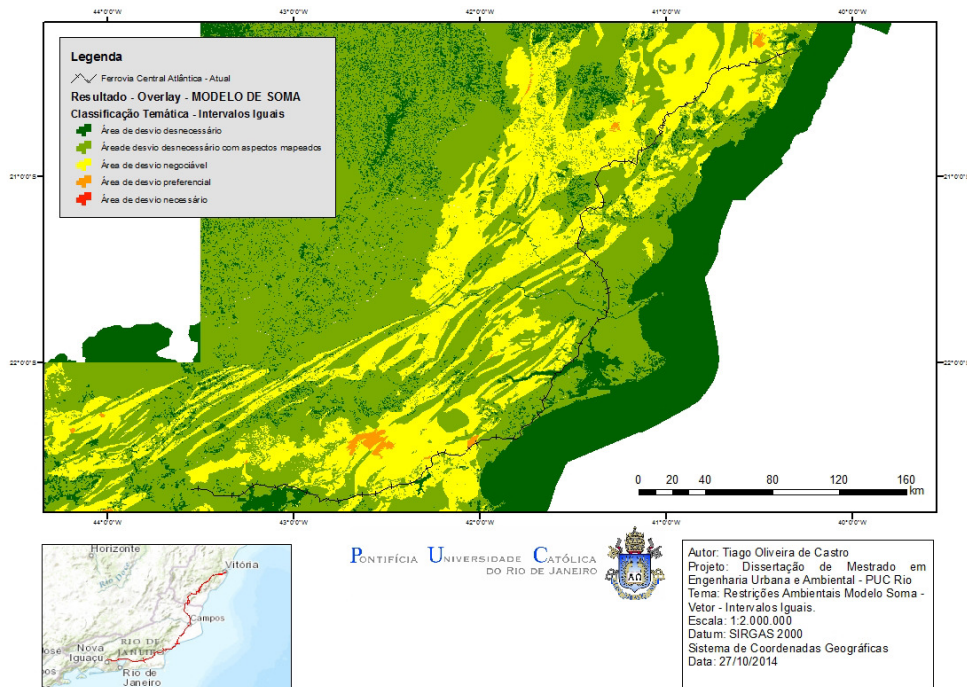 44°0'0"W 43°0'0"W 42°0'0"W 41°0'0"W 40°0'0"W
Legenda
Ferrovia Central Atlântica - Atual
Resultado - Overlay - MODELO DE SOMA
Classificação Temática - Intervalos Iguais
Área de desvio desnecessário
Áreade desvio desnecessário com aspectos mapeados
Área de desvio negociável
Área de desvio preferencial
Área de desvio necessário
21°0'0"S 21°0'0"S
22°0'0"S 22°0'0"S
0 20 40 80 120 160
km
44°0'0"W 43°0'0"W 42°0'0"W 41°0'0"W 40°0'0"W
Horizonte
Rio Doce
Vitória
Campos
RIO DE
JANEIRO
José
Nova
Iguaçu
pos
Rio de
Janeiro
PONTIFÍCIA UNIVERSIDADE CATÓLICA
DO RIO DE JANEIRO
ΑΩ
Autor: Tiago Oliveira de Castro
Projeto: Dissertação de Mestrado em
Engenharia Urbana e Ambiental - PUC Rio
Tema: Restrições Ambientais Modelo Soma -
Vetor - Intervalos Iguais.
Escala: 1:2.000.000
Datum: SIRGAS 2000
Sistema de Coordenadas Geográficas
Data: 27/10/2014